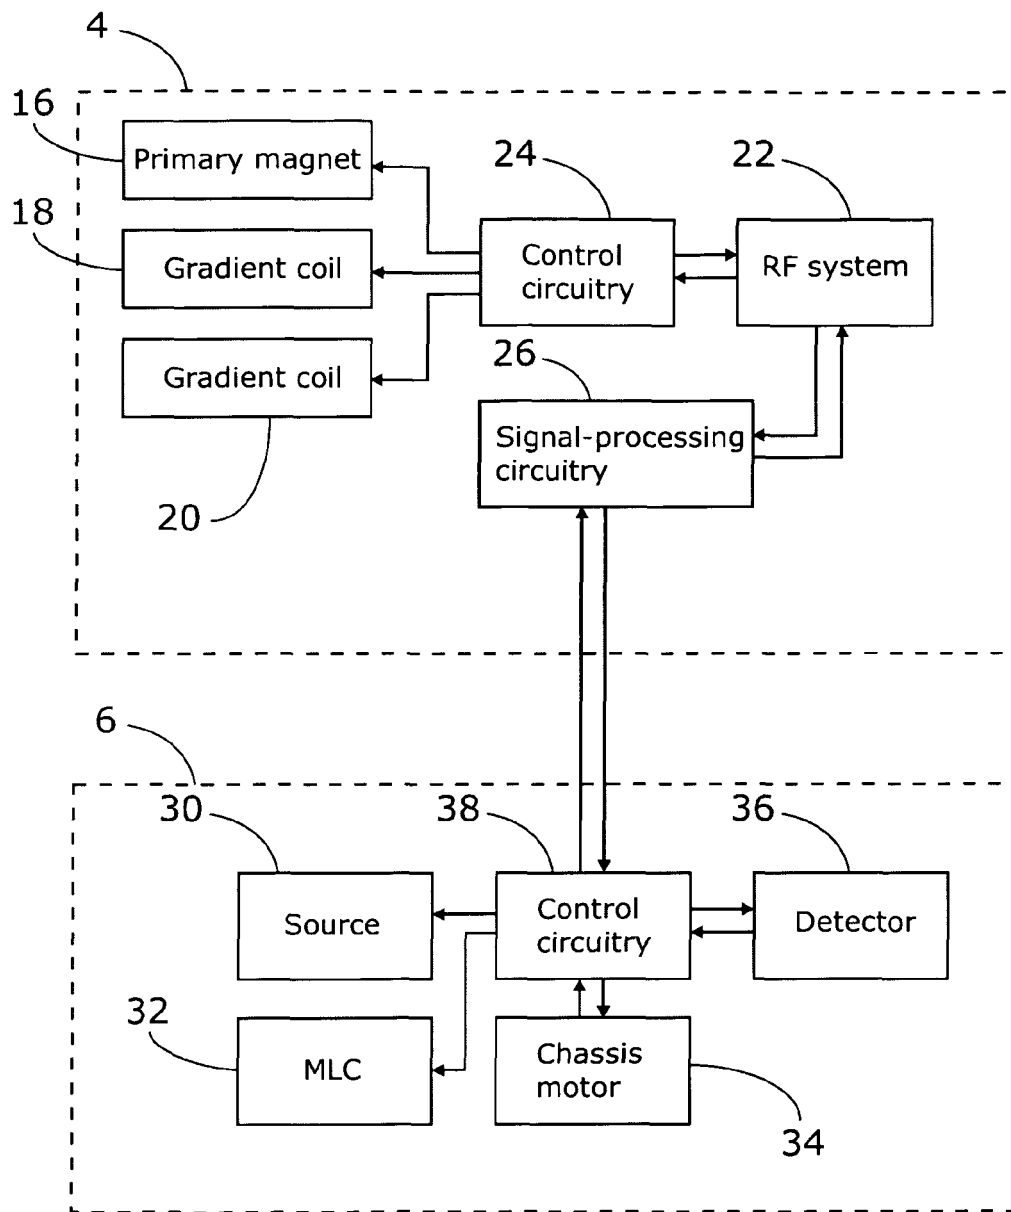 4
16
Primary magnet
24
22
18
Gradient coil
Control
circuitry
RF system
Gradient coil
26
Signal-processing
circuitry
20
6
30
38
36
Source
Control
circuitry
Detector
32
MLC
Chassis
motor
34